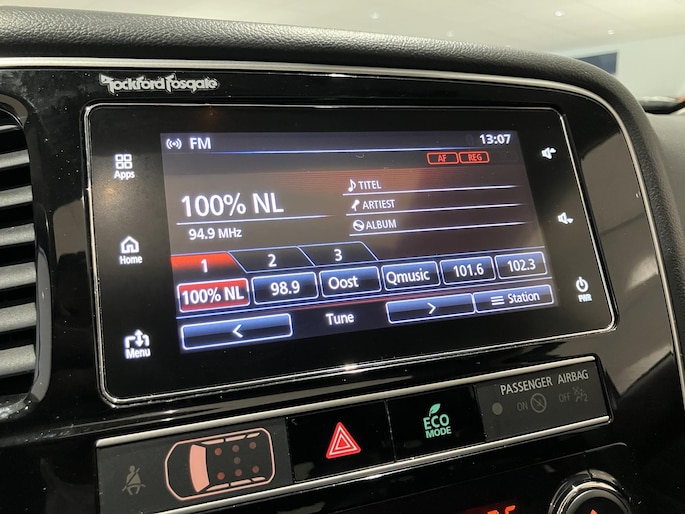 Rockford Fosgate
FM 13:07
AF REG
Apps
100% NL
TITEL
ARTIEST
ALBUM
94.9 MHz
Home
1 2 3
100% NL 98.9 Oost Qmusic 101.6 102.3
< Tune > Station
PWR
Menu
PASSENGER AIRBAG
ON OFF
ECO
MODE